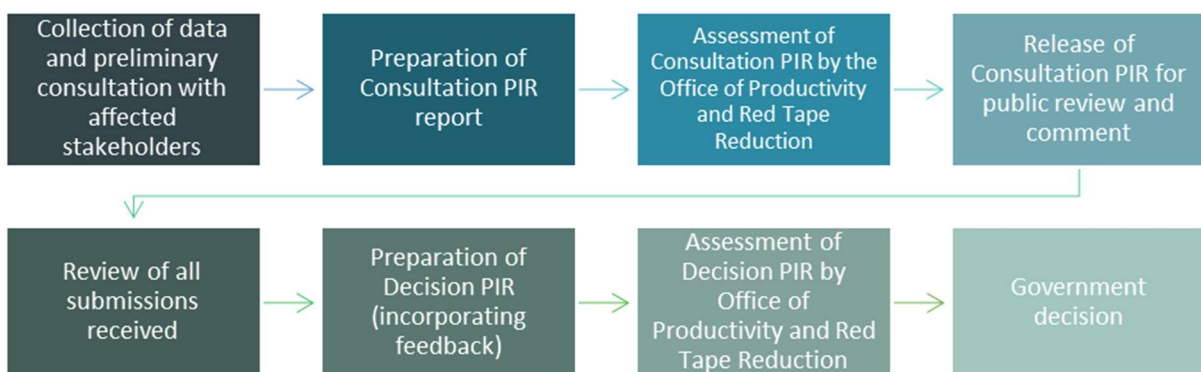 Collection of data
and preliminary
consultation with
affected
stakeholders
Preparation of
Consultation PIR
report
Assessment of
Consultation PIR by the
Office of Productivity
and Red Tape
Reduction
Release of
Consultation PIR for
public review and
comment
Review of all
submissions
received
Preparation of
Decision PIR
(incorporating
feedback)
Assessment of
Decision PIR by
Office of
Productivity and Red
Tape Reduction
Government
decision